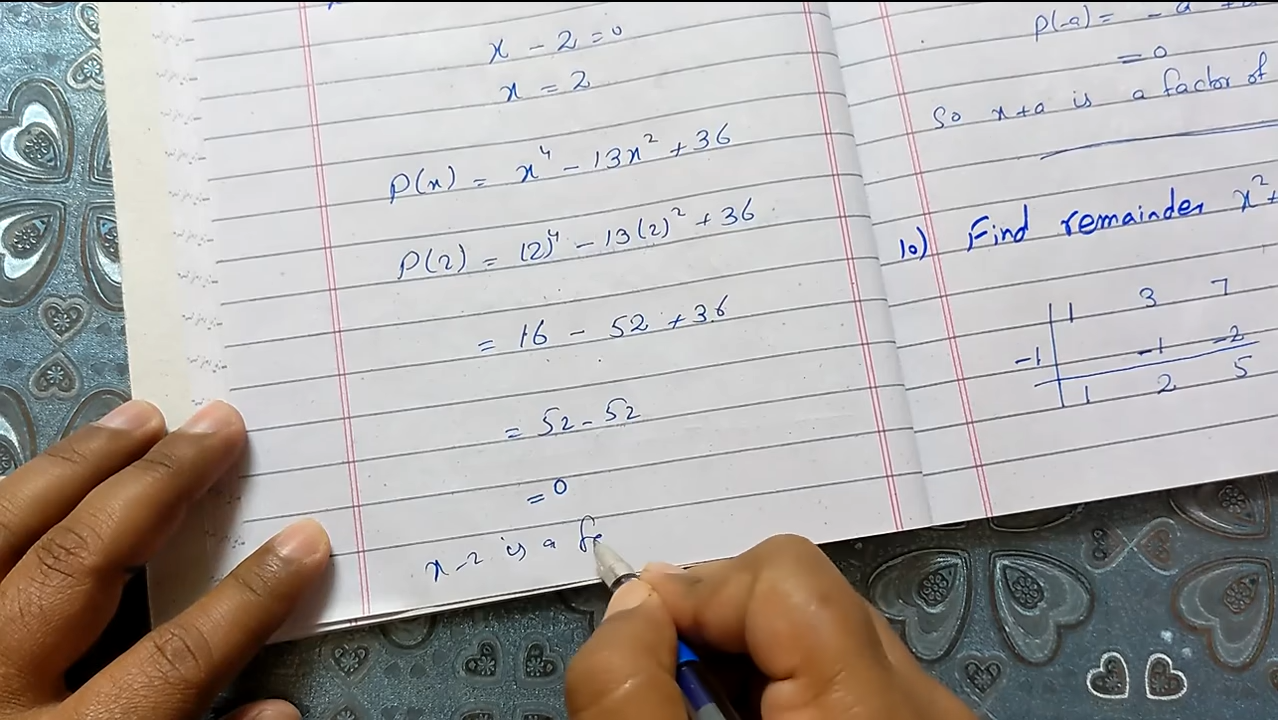 x - 2 = 0
x = 2
P(x) = x⁴ - 13x² + 36
P(2) = (2)⁴ - 13(2)² + 36
= 16 - 52 + 36
= 52 - 52
= 0
x - 2 is a fa
P(-a) = - a
= 0
So x+a is a factor of
10) Find remainder x² +
1 3 7
-1 -1 -2
1 2 5